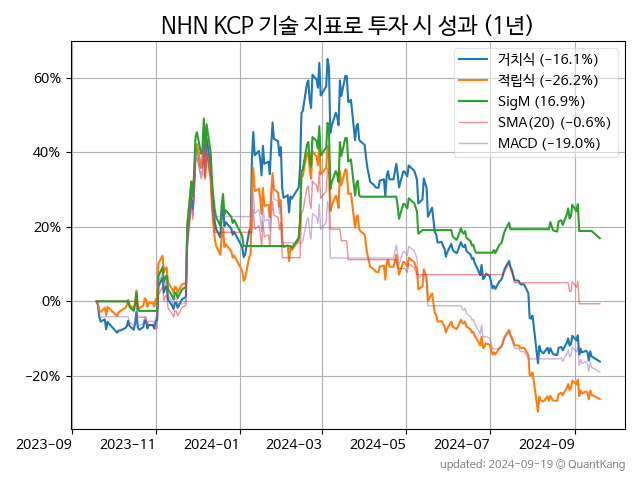 NHN KCP 기술 지표로 투자 시 성과 (1년)
거치식 (−16.1%)
적립식 (−26.2%)
SigM (16.9%)
SMA(20) (−0.6%)
MACD (−19.0%)
60%
40%
20%
0%
−20%
2023-09 2023-11 2024-01 2024-03 2024-05 2024-07 2024-09
updated: 2024-09-19 @ QuantKang